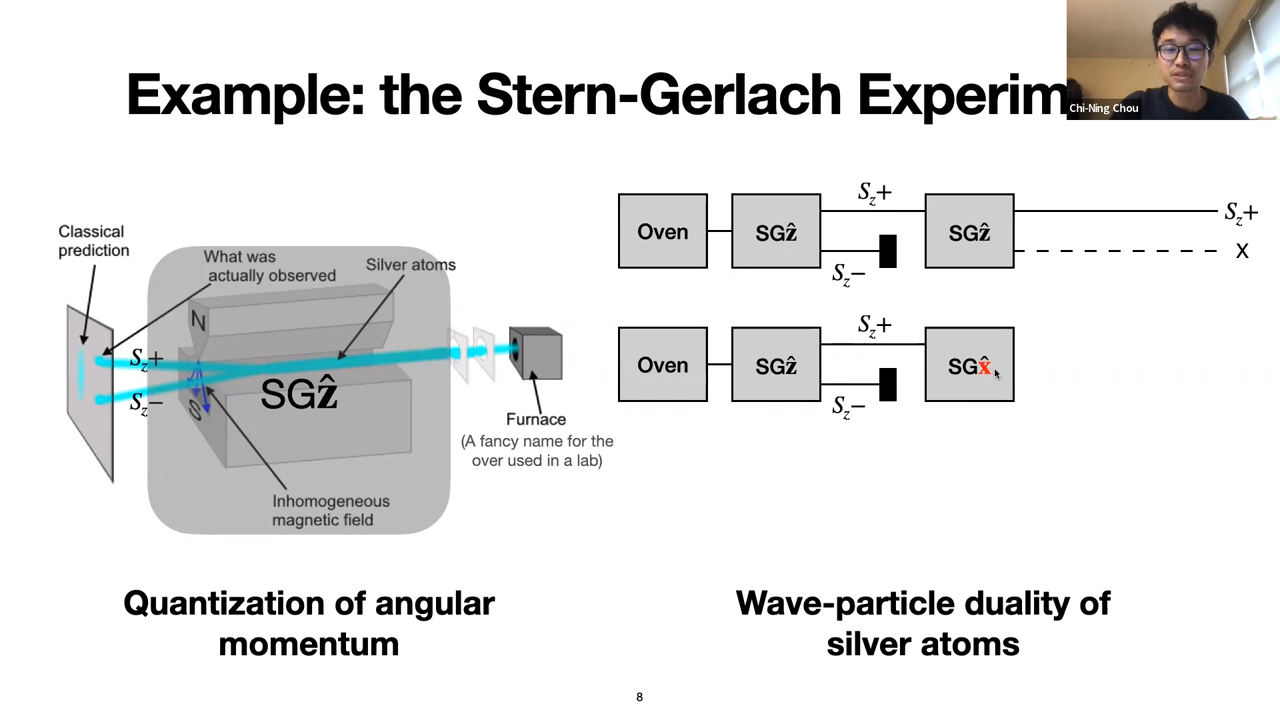 Example: the Stern-Gerlach Experim
Chi-Ning Chou
Classical
prediction
What was
actually observed
Silver atoms
N
S
S_z+
S_z−
SGẑ
Furnace
(A fancy name for the
over used in a lab)
Inhomogeneous
magnetic field
Quantization of angular
momentum
Oven
SGẑ
S_z+
S_z−
SGẑ
S_z+
X
Oven
SGẑ
S_z+
S_z−
SGx̂
Wave-particle duality of
silver atoms
8